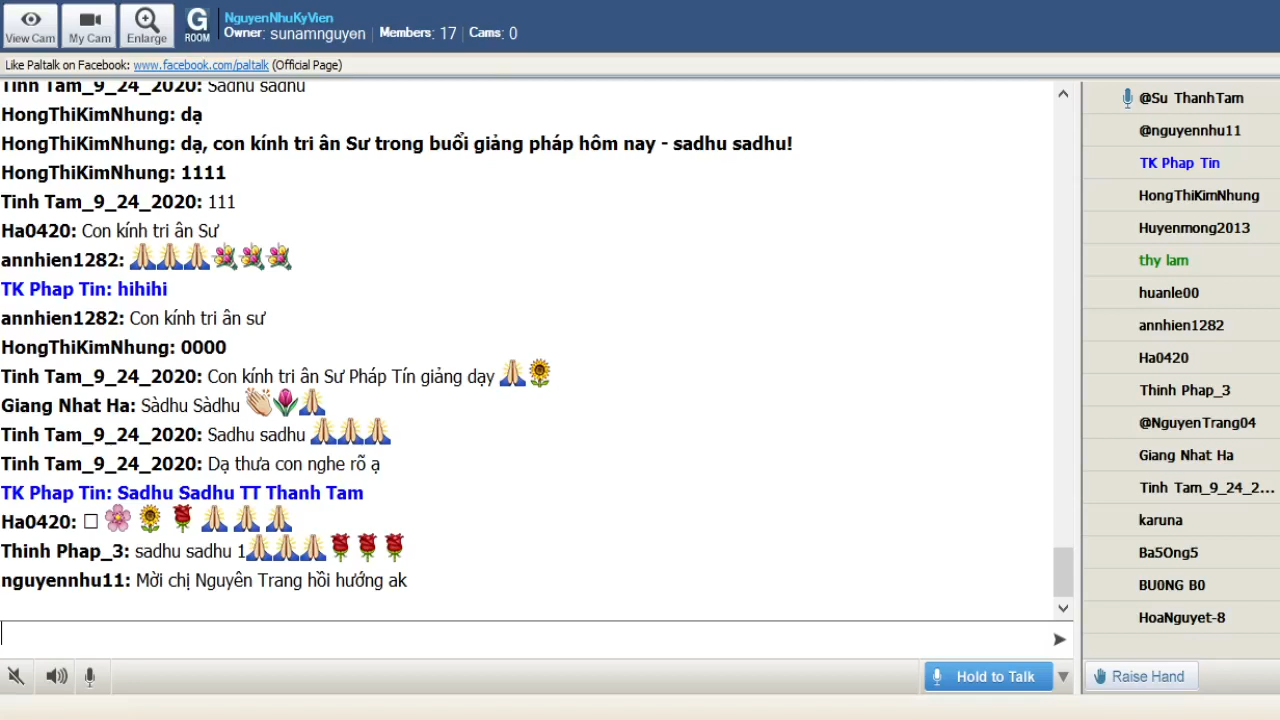 View Cam
My Cam
Enlarge
G
ROOM
NguyenNhuKyVien
Owner: sunamnguyen | Members: 17 | Cams: 0
Like Paltalk on Facebook: www.facebook.com/paltalk (Official Page)
Tinh Tam_9_24_2020: Sadhu sadhu
HongThiKimNhung: dạ
HongThiKimNhung: dạ, con kính tri ân Sư trong buổi giảng pháp hôm nay - sadhu sadhu!
HongThiKimNhung: 1111
Tinh Tam_9_24_2020: 111
Ha0420: Con kính tri ân Sư
annhien1282: 🙏🙏🙏💐💐💐
TK Phap Tin: hihihi
annhien1282: Con kính tri ân sư
HongThiKimNhung: 0000
Tinh Tam_9_24_2020: Con kính tri ân Sư Pháp Tín giảng dạy 🙏🌻
Giang Nhat Ha: Sàdhu Sàdhu 👏🌷🙏
Tinh Tam_9_24_2020: Sadhu sadhu 🙏🙏🙏
Tinh Tam_9_24_2020: Dạ thưa con nghe rõ ạ
TK Phap Tin: Sadhu Sadhu TT Thanh Tam
Ha0420: □ 🌸 🌻 🌹 🙏 🙏 🙏
Thinh Phap_3: sadhu sadhu 1🙏🙏🙏🌹🌹🌹
nguyennhu11: Mời chị Nguyên Trang hồi hướng ak
Hold to Talk
@Su ThanhTam
@nguyennhu11
TK Phap Tin
HongThiKimNhung
Huyenmong2013
thy lam
huanle00
annhien1282
Ha0420
Thinh Phap_3
@NguyenTrang04
Giang Nhat Ha
Tinh Tam_9_24_2...
karuna
Ba5Ong5
BU0NG B0
HoaNguyet-8
Raise Hand